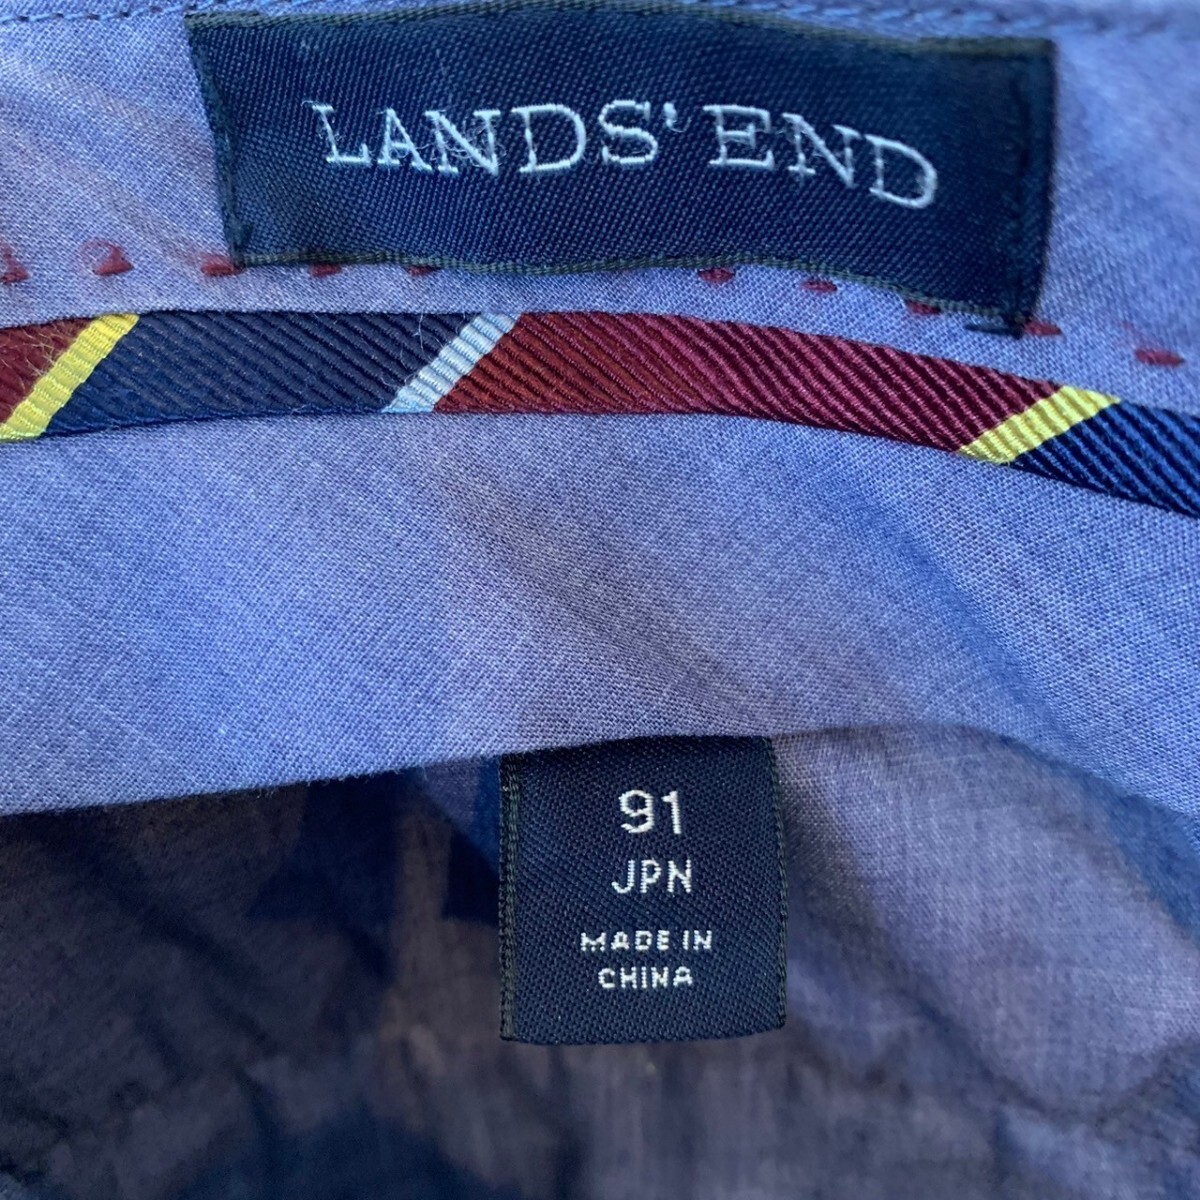 LANDS' END
91
JPN
MADE IN
CHINA